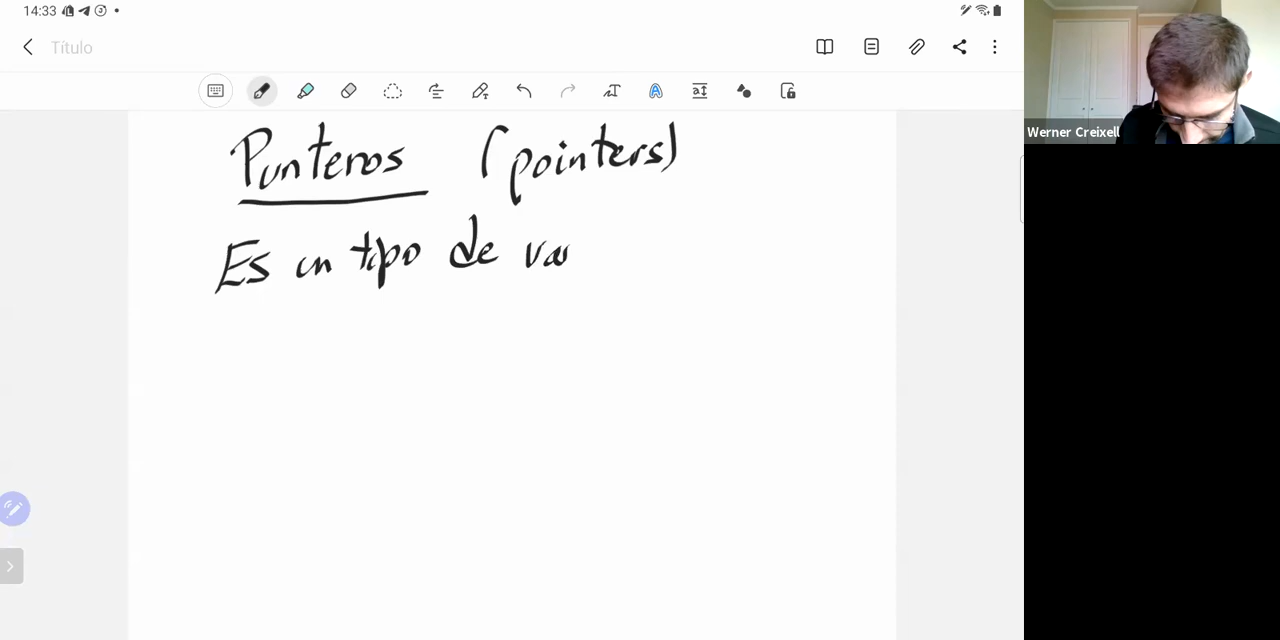 14:33
Título
Werner Creixell
Punteros (pointers)
Es un tipo de va